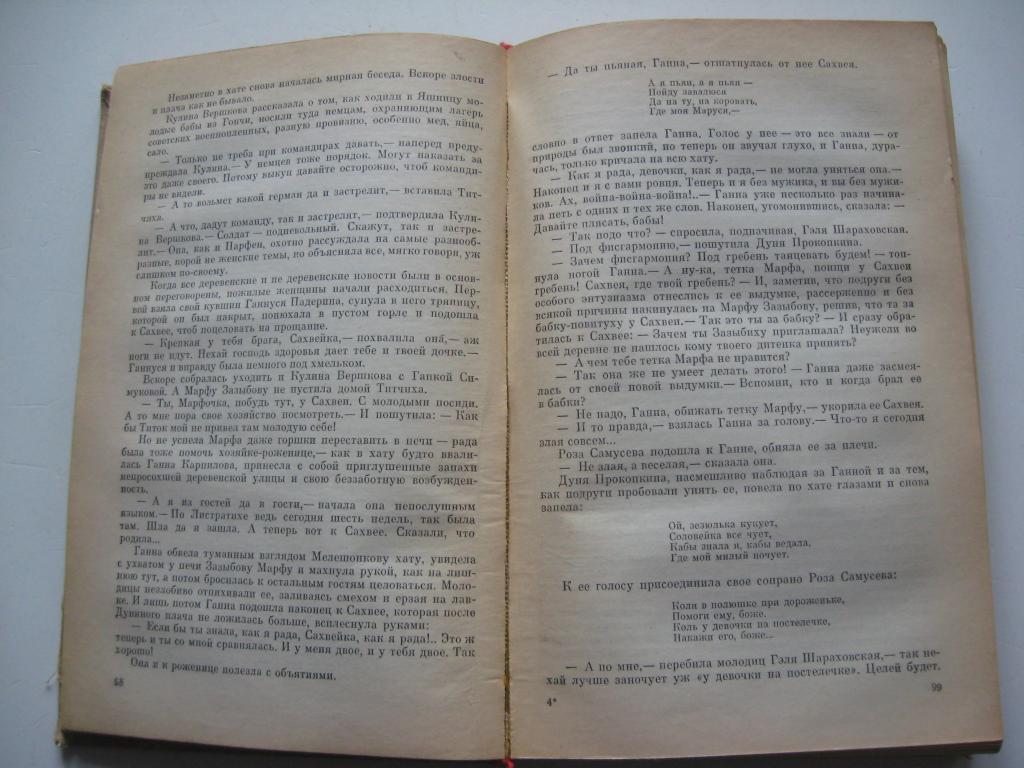 Незаметно в хате снова началась мирная беседа. Вскоре злости
и плача как не бывало.
Кулина Вершкова рассказала о том, как ходили в Яшницу мо-
лодые бабы из Гончи, носили туда немцам, охраняющим лагерь
советских военнопленных, разную провизию, особенно мед, яйца,
сало.
— Только не треба при командирах давать,— наперед преду-
преждала Кулина.— У немцев тоже порядок. Могут наказать за
это даже своего. Потому выкуп давайте осторожно, чтоб команди-
ры не видели.
— А то возьмет какой герман да и застрелит,— вставила Тит-
чиха.
— А что, дадут команду, так и застрелят,— подтвердила Кули-
на Вершкова.— Солдат — подневольный. Скажут, так и застре-
лит.— Она, как и Парфен, охотно рассуждала на самые разнооб-
разные, порой не женские темы, но объясняла все, мягко говоря, уж
слишком по-своему.
Когда все деревенские и не деревенские новости были в основ-
ном переговорены, пожилые женщины начали расходиться. Пер-
вой взяла свой кувшин Ганнуся Падерина, сунула в него тряпицу,
которой он был накрыт, понюхала в пустом горле и подошла
к Сахвее, чтоб поцеловать на прощание.
— Крепкая у тебя брага, Сахвейка,— похвалила она,— аж
ноги не идут. Нехай господь здоровья дает тебе и твоей дочке.—
Ганнуся и вправду была немного под хмельком.
Вскоре собралась уходить и Кулина Вершкова с Гапкой Си-
муковой. А Марфу Зазыбову не пустила домой Титчиха.
— Ты, Марфочка, побудь тут, у Сахвеи. С молодыми посиди.
А то мне пора свое хозяйство посмотреть.— И пошутила: — Как
бы Титок мой не привел там молодую себе!
Но не успела Марфа даже горшки переставить в печи — рада
была тоже помочь хозяйке-роженице,— как в хату будто ввали-
лась Ганна Карпилова, принесла с собой приглушенные запахи
непросохшей деревенской улицы и свою беззаботную возбужден-
ность.
— А я из гостей да в гости,— начала она непослушным
языком.— По Листратихе ведь сегодня шесть недель, так была
там. Шла да и зашла. А теперь вот к Сахвее. Сказали, что
родила...
Ганна обвела туманным взглядом Мелешонкову хату, увидела
с ухватом у печи Зазыбову Марфу и махнула рукой, как на лиш-
нюю тут, а потом бросилась к остальным гостям целоваться. Моло-
дицы незлобиво отпихивали ее, заливаясь смехом и ерзая на лав-
ке. И лишь потом Ганна подошла наконец к Сахвее, которая после
Дуниного плача не ложилась больше, всплеснула руками:
— Если бы ты знала, как я рада, Сахвейка, как я рада!.. Это ж
теперь и ты со мной сравнялась. И у меня двое, и у тебя двое. Так
хорошо!
Она и к роженице полезла с объятиями.
98
— Да ты пьяная, Ганна,— отшатнулась от нее Сахвея.
А я пьян, а я пьян —
Пойду завалюся
Да на ту, на коровать,
Где моя Маруся,—
словно в ответ запела Ганна. Голос у нее — это все знали — от
природы был звонкий, но теперь он звучал глухо, и Ганна, дура-
чась, только кричала на всю хату.
— Как я рада, девочки, как я рада,— не могла уняться она.—
Наконец и я с вами ровня. Теперь и я без мужика, и вы без мужи-
ков. Ах, война-война-война!..— Ганна уже несколько раз начина-
ла петь с одних и тех же слов. Наконец, угомонившись, сказала: —
Давайте плясать, бабы!
— Так подо что? — спросила, подначивая, Гэля Шараховская.
— Под фисгармонию,— пошутила Дуня Прокопкина.
— Зачем фисгармония? Под гребень танцевать будем! — топ-
нула ногой Ганна.— А ну-ка, тетка Марфа, поищи у Сахвеи
гребень! Сахвея, где твой гребень? — И, заметив, что подруги без
особого энтузиазма отнеслись к ее выдумке, рассерженно и без
всякой причины накинулась на Марфу Зазыбову, решив, что та за
бабку-повитуху у Сахвеи.— Так это ты за бабку? — И сразу обра-
тилась к Сахвее: — Зачем ты Зазыбиху приглашала? Неужели во
всей деревне не нашлось кому твоего дитенка принять?
— А чем тебе тетка Марфа не нравится?
— Так она же не умеет делать этого! — Ганна даже засмея-
лась от своей новой выдумки.— Вспомни, кто и когда брал ее
в бабки?
— Не надо, Ганна, обижать тетку Марфу,— укорила ее Сахвея.
— И то правда,— взялась Ганна за голову.— Что-то я сегодня
злая совсем...
Роза Самусева подошла к Ганне, обняла ее за плечи.
— Не злая, а веселая,— сказала она.
Дуня Прокопкина, насмешливо наблюдая за Ганной и за тем,
как подруги пробовали унять ее, повела по хате глазами и снова
запела:
Ой, зезюлька кукует,
Соловейка все чует,
Кабы знала я, кабы ведала,
Где мой милый ночует.
К ее голосу присоединила свое сопрано Роза Самусева:
Коли в полюшке при дороженьке,
Помоги ему, боже.
Коль у девочки на постелечке,
Накажи его, боже...
— А по мне,— перебила молодиц Гэля Шараховская,— так не-
хай лучше заночует уж «у девочки на постелечке». Целей будет.
4*
99